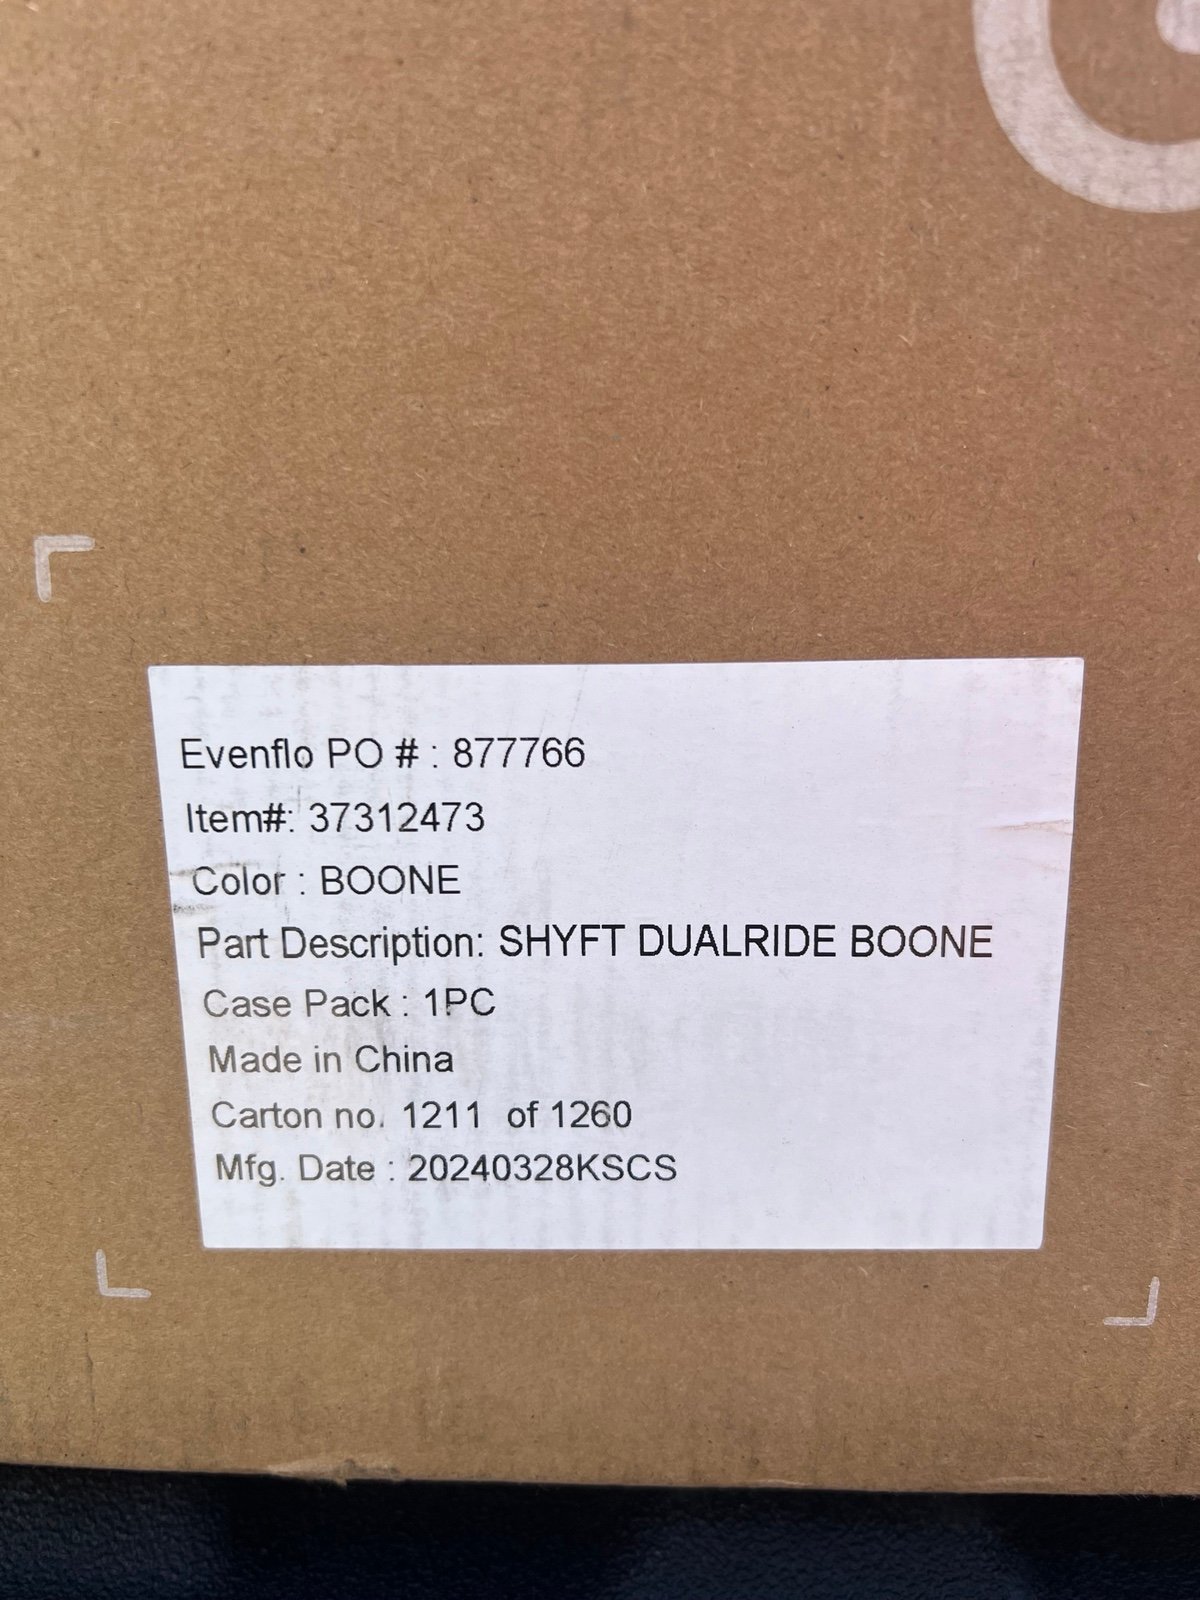 Evenflo PO # : 877766
Item#: 37312473
Color : BOONE
Part Description: SHYFT DUALRIDE BOONE
Case Pack : 1PC
Made in China
Carton no. 1211 of 1260
Mfg. Date : 20240328KSCS